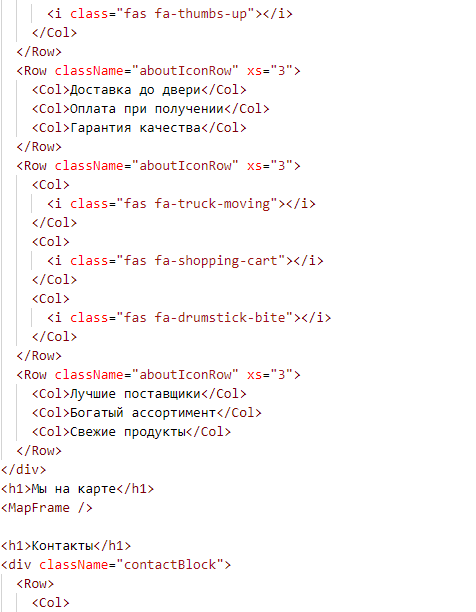 <i class="fas fa-thumbs-up"></i>
</Col>
</Row>
<Row className="aboutIconRow" xs="3">
<Col>Доставка до двери</Col>
<Col>Оплата при получении</Col>
<Col>Гарантия качества</Col>
</Row>
<Row className="aboutIconRow" xs="3">
<Col>
<i class="fas fa-truck-moving"></i>
</Col>
<Col>
<i class="fas fa-shopping-cart"></i>
</Col>
<Col>
<i class="fas fa-drumstick-bite"></i>
</Col>
</Row>
<Row className="aboutIconRow" xs="3">
<Col>Лучшие поставщики</Col>
<Col>Богатый ассортимент</Col>
<Col>Свежие продукты</Col>
</Row>
</div>
<h1>Мы на карте</h1>
<MapFrame />
<h1>Контакты</h1>
<div className="contactBlock">
<Row>
<Col>